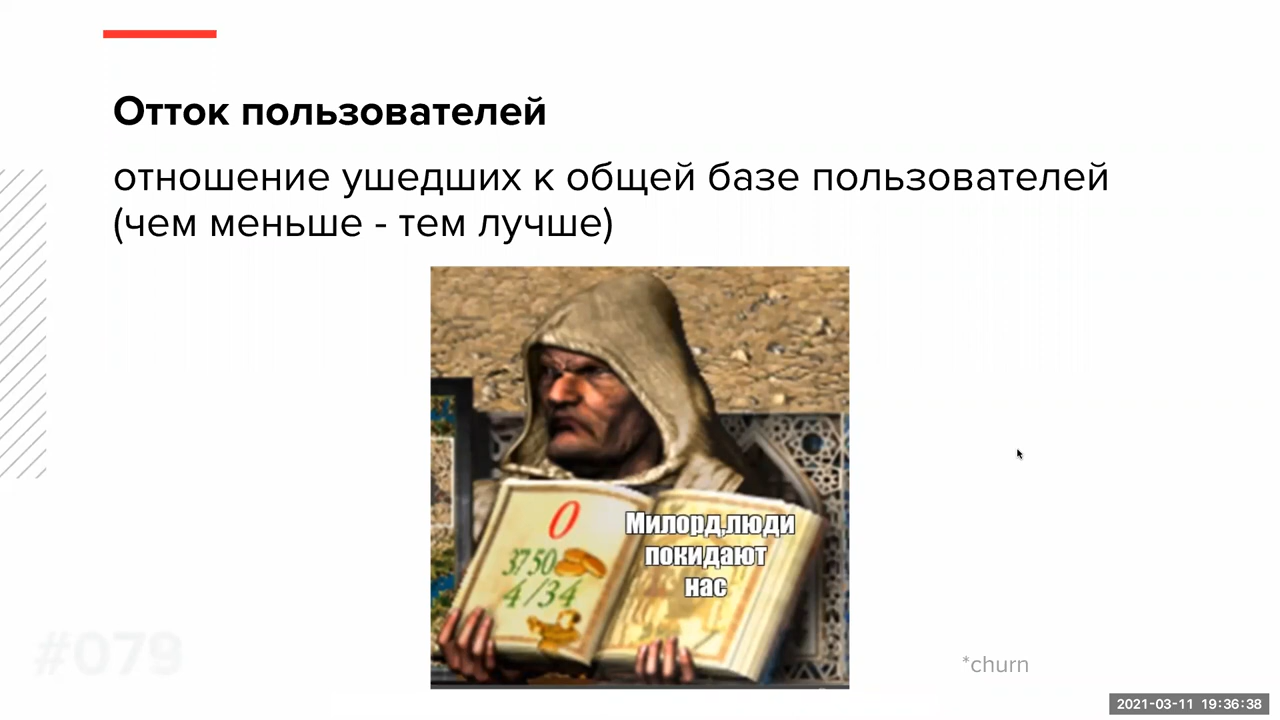 Отток пользователей
отношение ушедших к общей базе пользователей
(чем меньше - тем лучше)
0
3750
4/34
Милорд,люди
покидают
нас
#079
*churn
2021-03-11 19:36:38